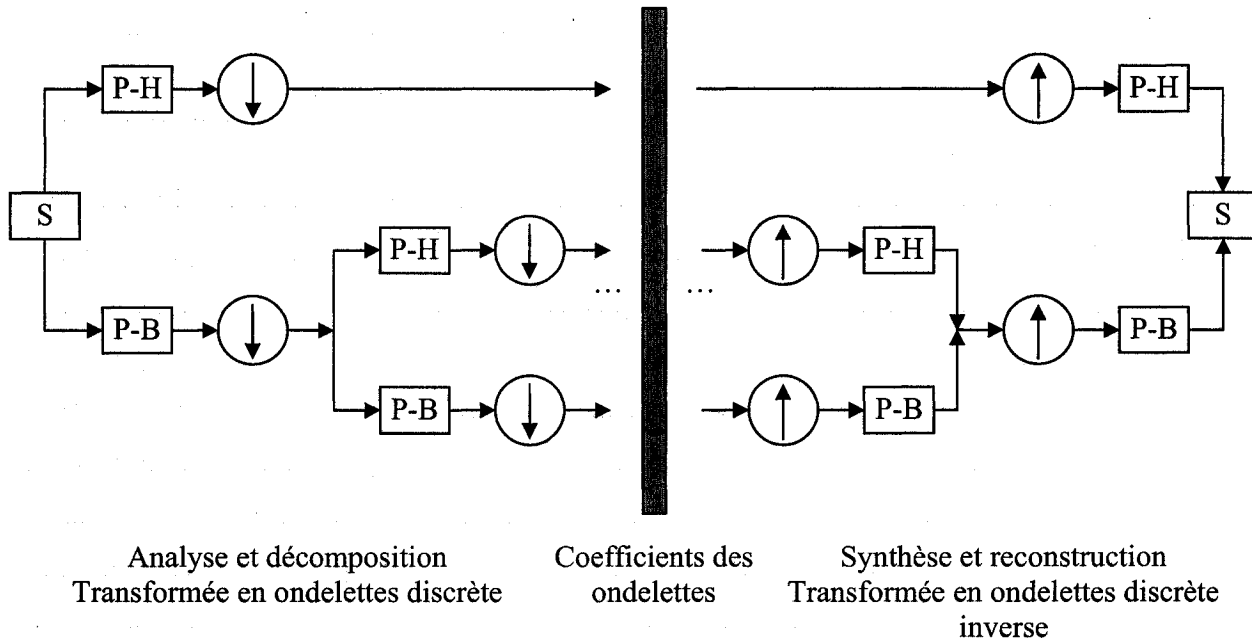 P-H
P-H
S
S
P-H
P-H
... ...
P-B
P-B
P-B
P-B
Analyse et décomposition
Transformée en ondelettes discrète
Coefficients des
ondelettes
Synthèse et reconstruction
Transformée en ondelettes discrète
inverse